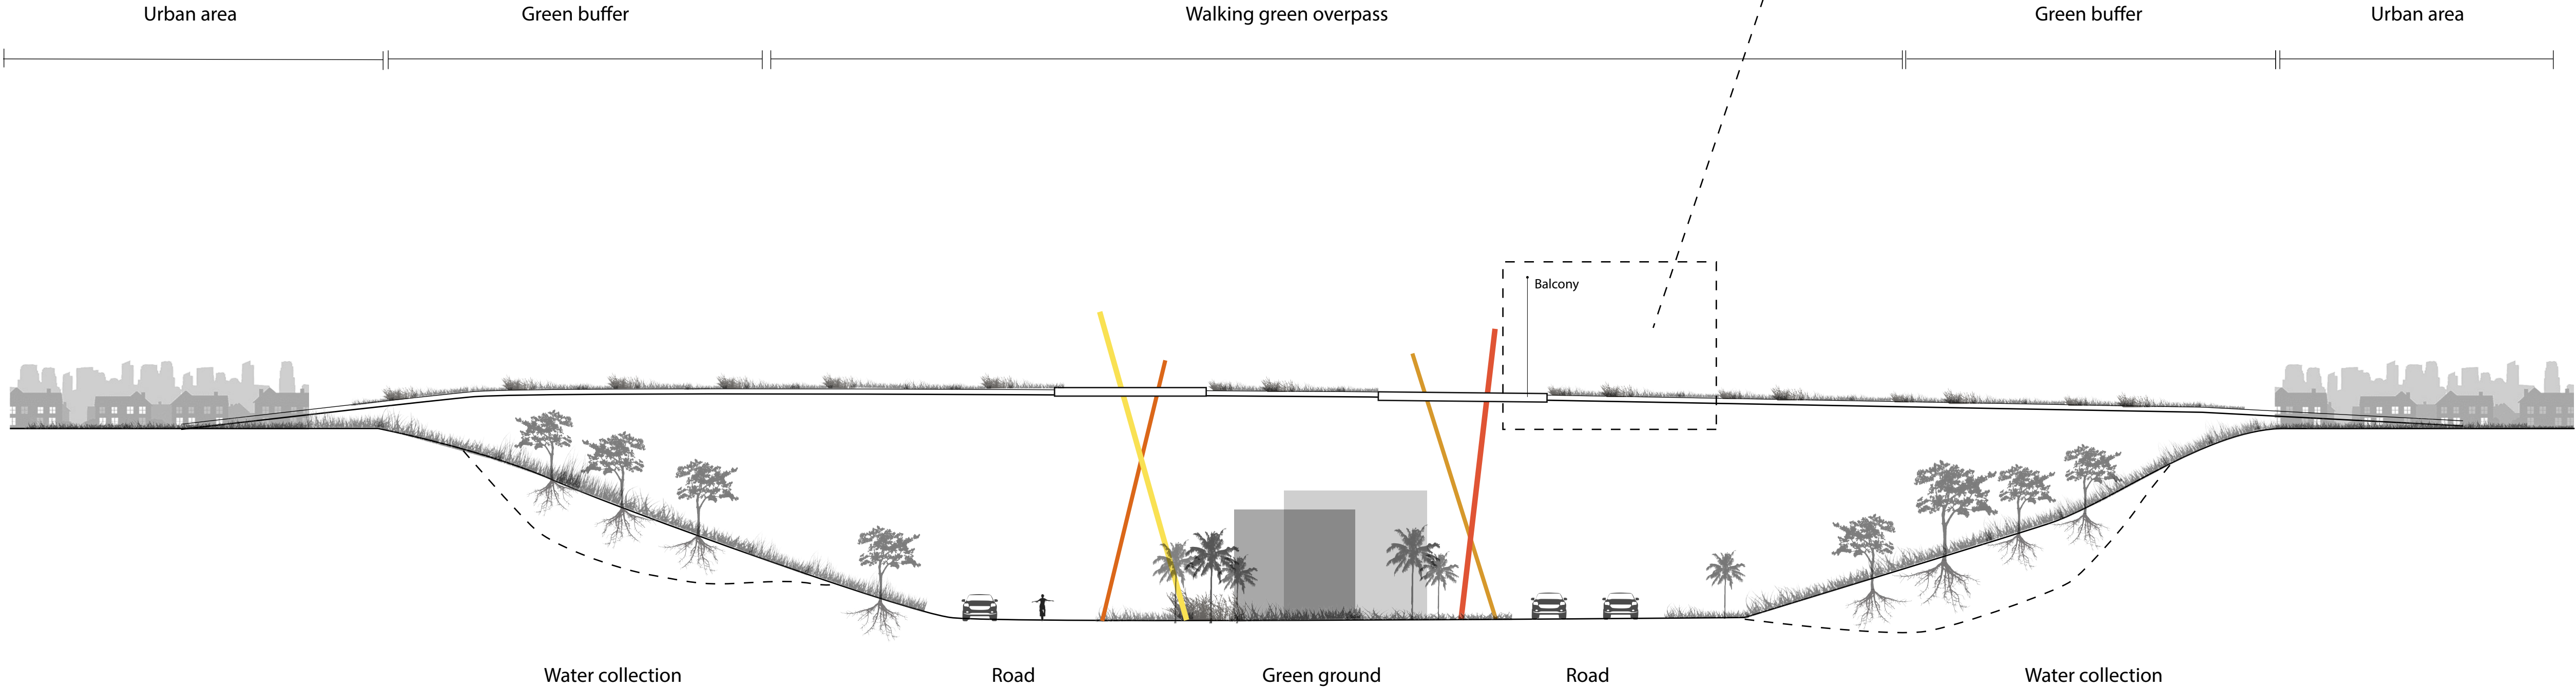 Urban area
Green buffer
Walking green overpass
Green buffer
Urban area
Balcony
Water collection
Road
Green ground
Road
Water collection